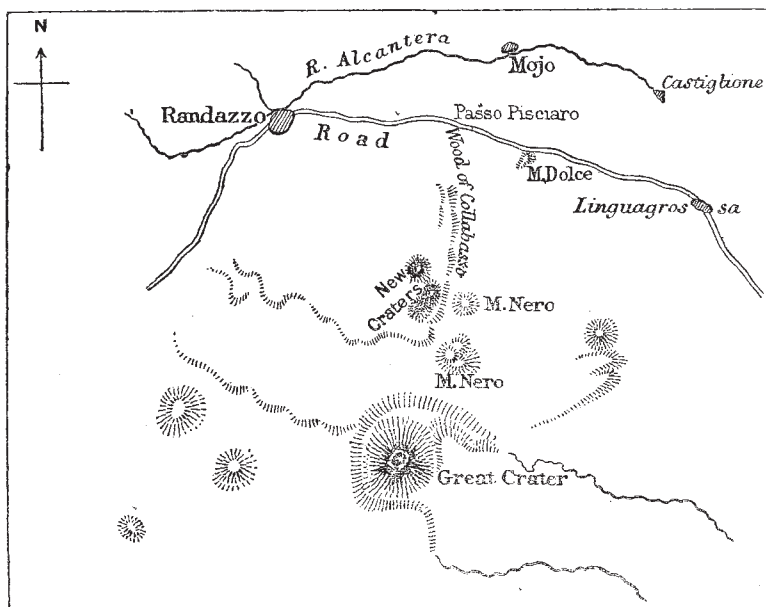 N
R. Alcantera
Mojo
Castiglione
Randazzo
Road
Passo Pisciaro
Wood of Collabasso
M. Dolce
Linguagrossa
New
Craters
M. Nero
M. Nero
Great Crater